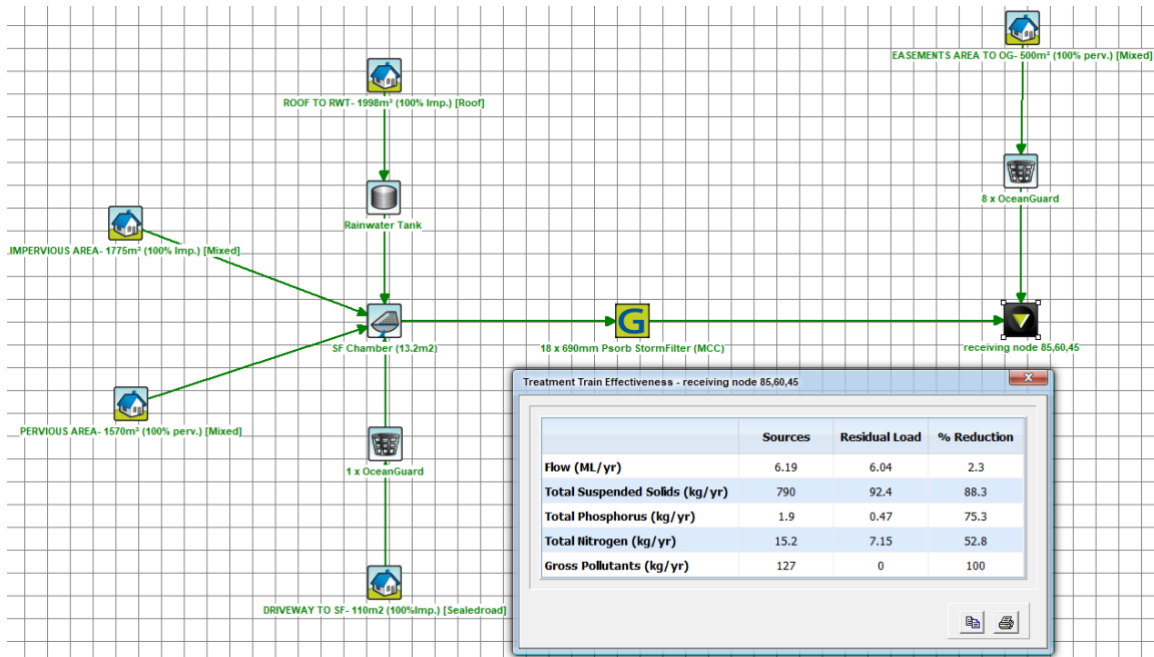 EASEMENTS AREA TO OG- 500m² (100% perv.) [Mixed]
ROOF TO RWT- 1998m² (100% Imp.) [Roof]
8 x OceanGuard
Rainwater Tank
.IMPERVIOUS AREA- 1775m² (100% Imp.) [Mixed]
SF Chamber (13.2m2)
G
18 x 690mm Psorb StormFilter (MCC)
receiving node 85,60,45
PERVIOUS AREA- 1570m² (100% perv.) [Mixed]
1 x OceanGuard
DRIVEWAY TO SF- 110m2 (100%Imp.) [Sealedroad]
Treatment Train Effectiveness - receiving node 85,60,45
Sources Residual Load % Reduction
Flow (ML/yr) 6.19 6.04 2.3
Total Suspended Solids (kg/yr) 790 92.4 88.3
Total Phosphorus (kg/yr) 1.9 0.47 75.3
Total Nitrogen (kg/yr) 15.2 7.15 52.8
Gross Pollutants (kg/yr) 127 0 100